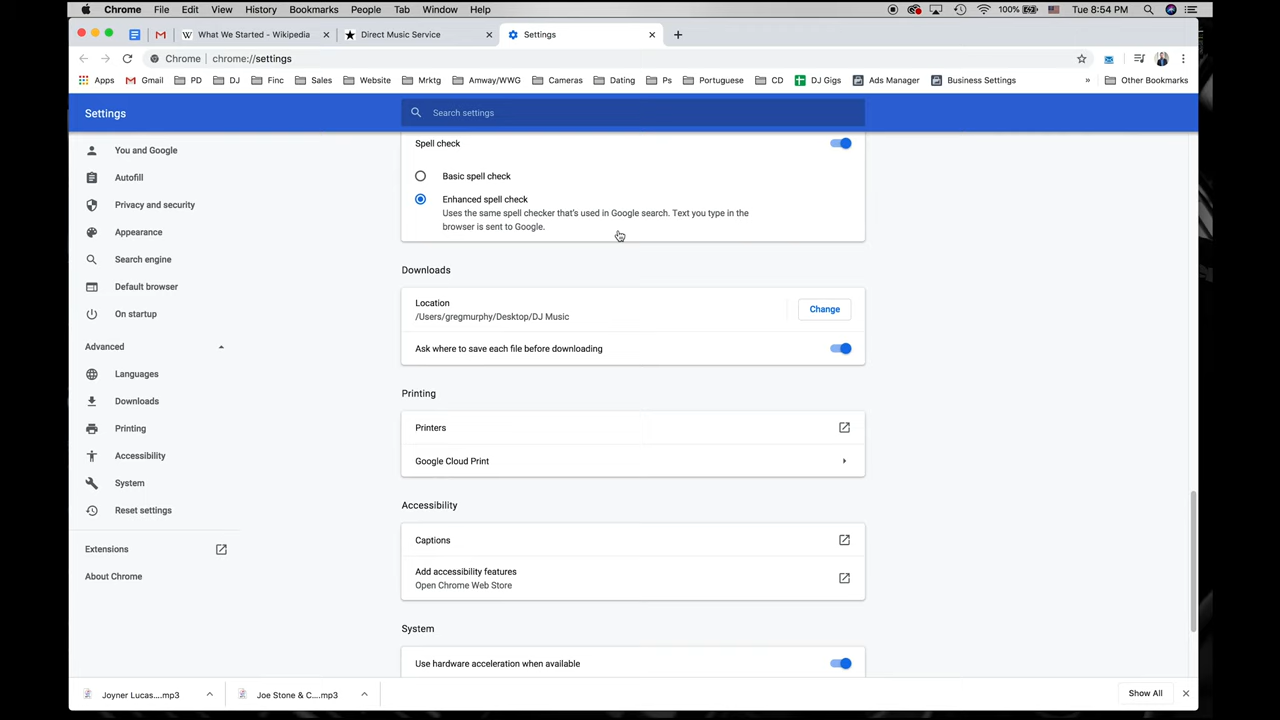 Chrome File Edit View History Bookmarks People Tab Window Help 100% Tue 8:54 PM
What We Started - Wikipedia Direct Music Service Settings
Chrome | chrome://settings
Apps Gmail PD DJ Finc Sales Website Mrktg Amway/WWG Cameras Dating Ps Portuguese CD DJ Gigs Ads Manager Business Settings » Other Bookmarks
Settings Search settings
You and Google
Autofill
Privacy and security
Appearance
Search engine
Default browser
On startup
Advanced
Languages
Downloads
Printing
Accessibility
System
Reset settings
Extensions
About Chrome
Spell check
Basic spell check
Enhanced spell check
Uses the same spell checker that's used in Google search. Text you type in the
browser is sent to Google.
Downloads
Location
/Users/gregmurphy/Desktop/DJ Music
Change
Ask where to save each file before downloading
Printing
Printers
Google Cloud Print
Accessibility
Captions
Add accessibility features
Open Chrome Web Store
System
Use hardware acceleration when available
Joyner Lucas....mp3 Joe Stone & C....mp3 Show All